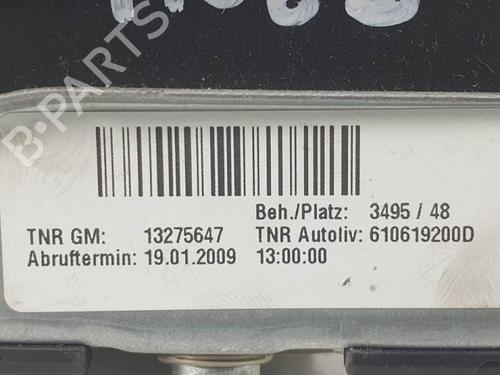 B-PARTS
Beh./Platz: 3495 / 48
TNR GM: 13275647 TNR Autoliv: 610619200D
Abruftermin: 19.01.2009 13:00:00